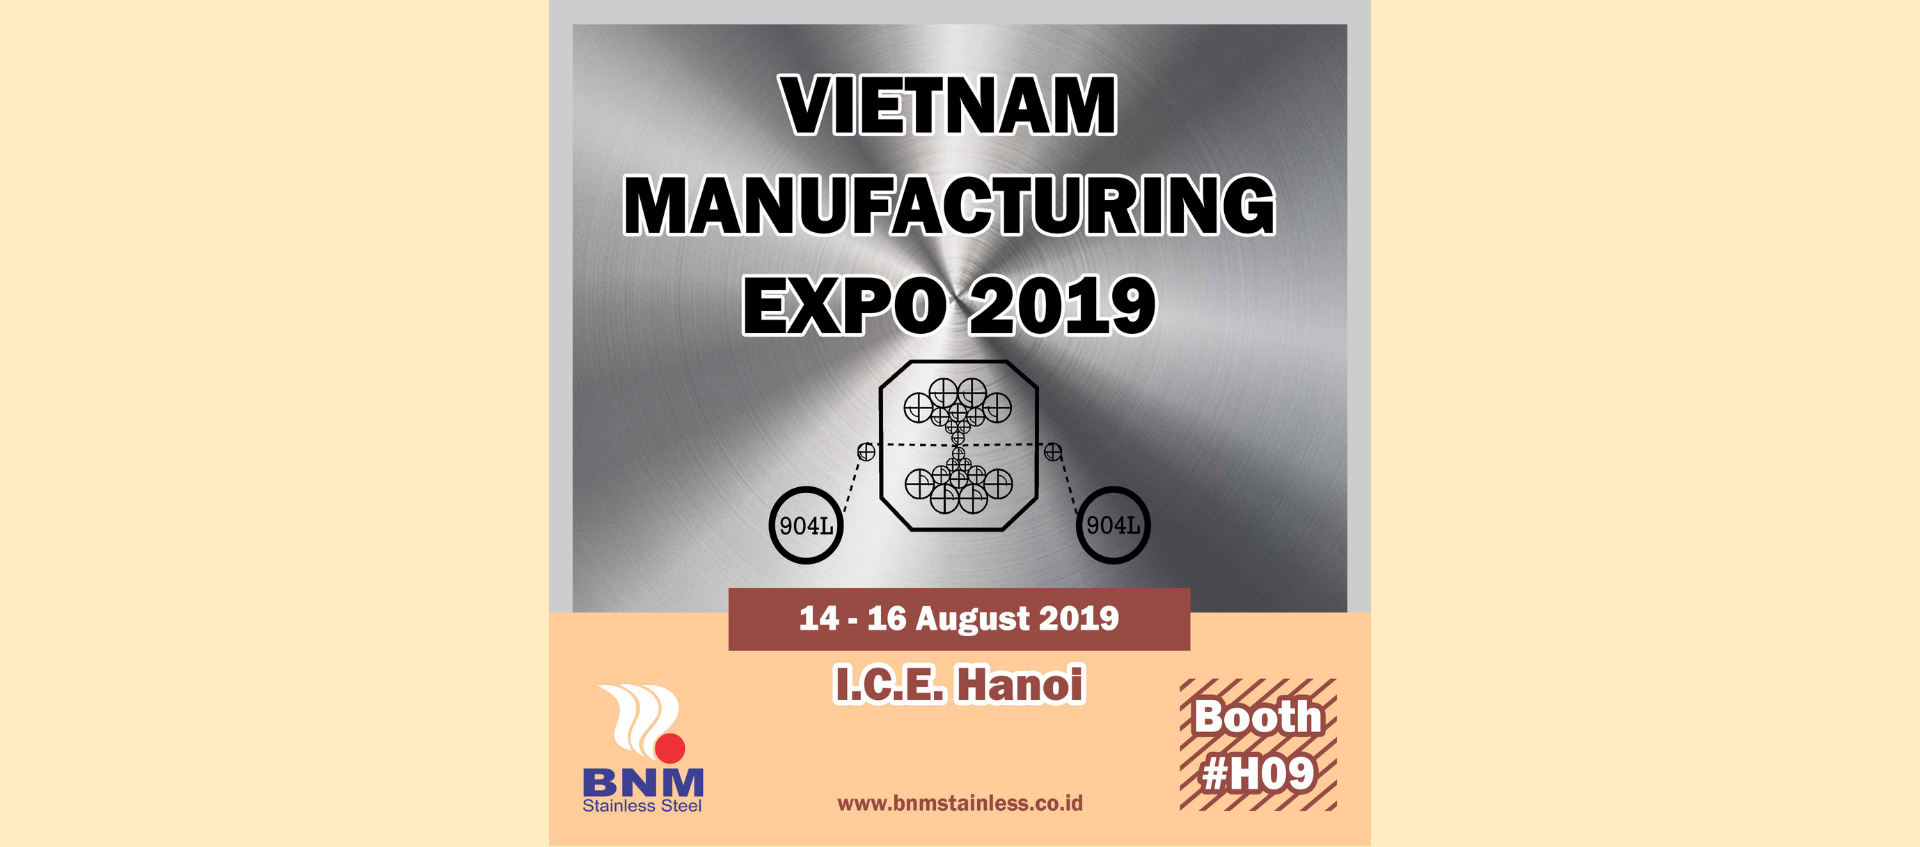 VIETNAM
MANUFACTURING
EXPO 2019
904L
904L
14 - 16 August 2019
I.C.E. Hanoi
Booth
#H09
BNM
Stainless Steel
www.bnmstainless.co.id